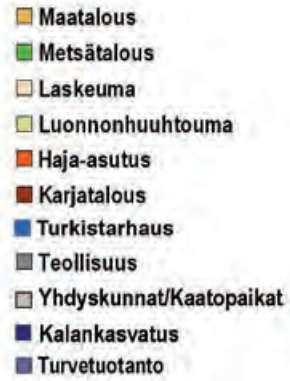 Maatalous
Metsätalous
Laskeuma
Luonnonhuuhtouma
Haja-asutus
Karjatalous
Turkistarhaus
Teollisuus
Yhdyskunnat/Kaatopaikat
Kalankasvatus
Turvetuotanto